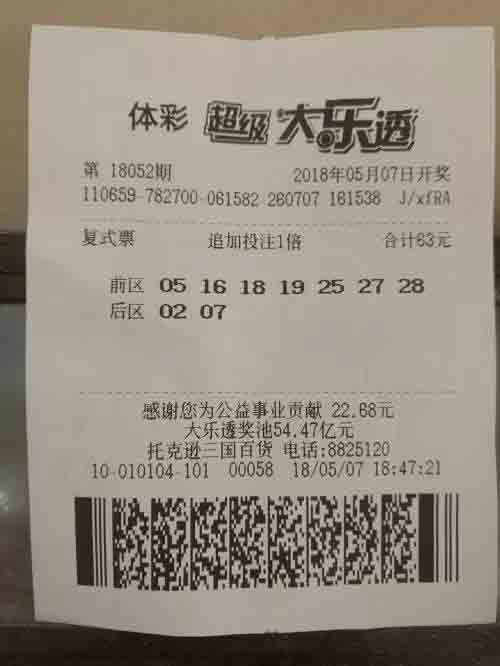 体彩 超级大乐透
第 18052期 2018年05月07日开奖
110659-782700-061582 260707 161538 J/xfRA
复式票 追加投注1倍 合计63元
前区 05 16 18 19 25 27 28
后区 02 07
感谢您为公益事业贡献 22.68元
大乐透奖池54.47亿元
托克逊三国百货 电话:8825120
10-010104-101 00058 18/05/07 18:47:21